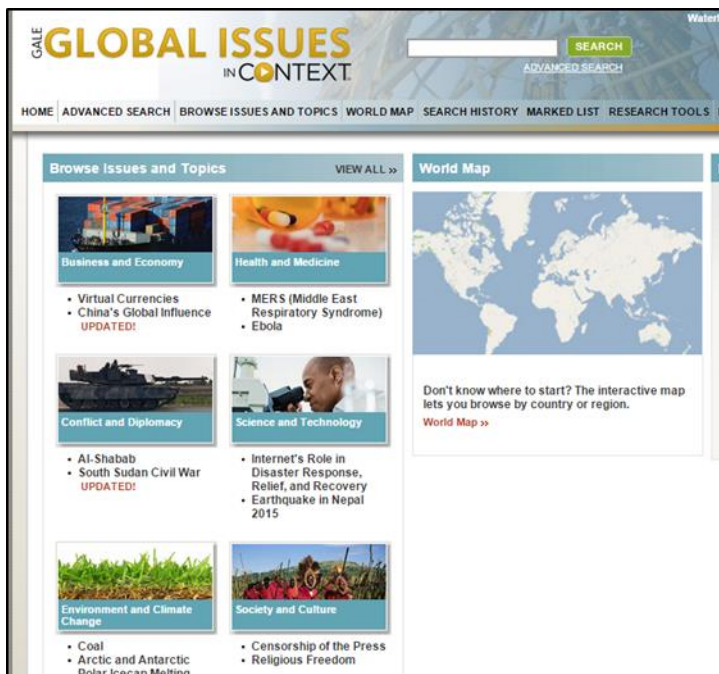 Water
GALE
GLOBAL ISSUES
IN CONTEXT
SEARCH
ADVANCED SEARCH
HOME ADVANCED SEARCH BROWSE ISSUES AND TOPICS WORLD MAP SEARCH HISTORY MARKED LIST RESEARCH TOOLS
Browse Issues and Topics VIEW ALL »
Business and Economy
• Virtual Currencies
• China's Global Influence
UPDATED!
Health and Medicine
• MERS (Middle East
Respiratory Syndrome)
• Ebola
Conflict and Diplomacy
• Al-Shabab
• South Sudan Civil War
UPDATED!
Science and Technology
• Internet's Role in
Disaster Response,
Relief, and Recovery
• Earthquake in Nepal
2015
Environment and Climate
Change
• Coal
• Arctic and Antarctic
Polar Icecap Melting
Society and Culture
• Censorship of the Press
• Religious Freedom
World Map
Don't know where to start? The interactive map
lets you browse by country or region.
World Map »